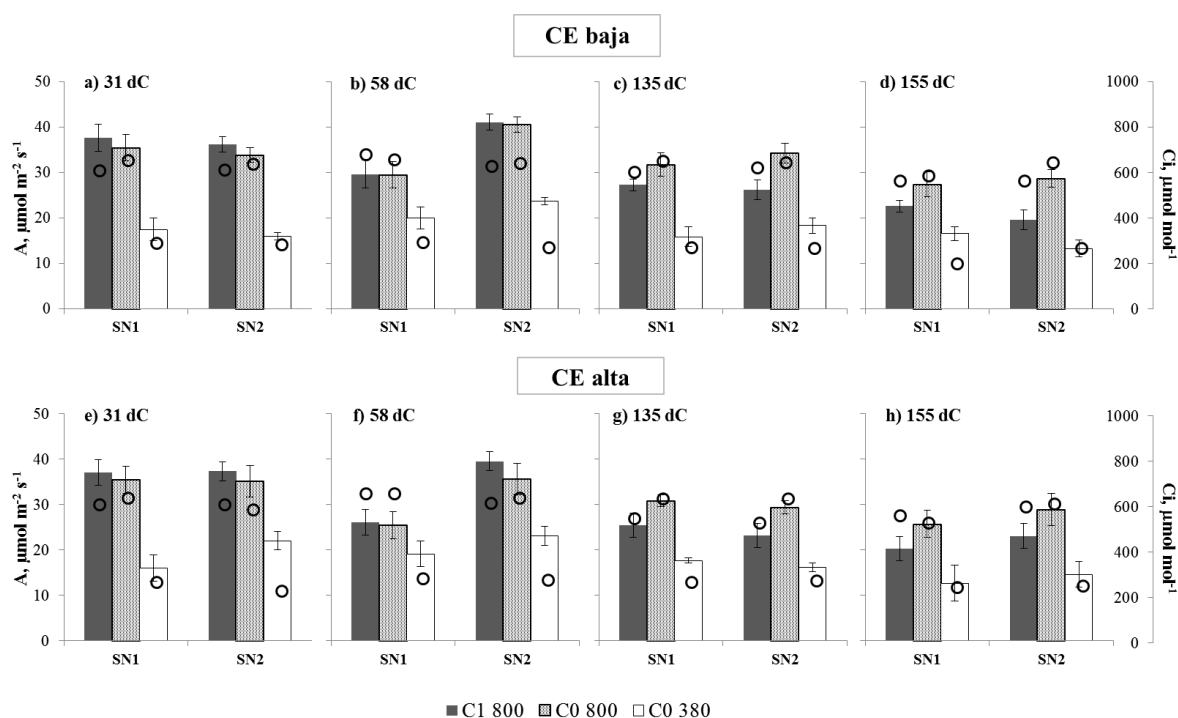 CE baja
a) 31 dC
b) 58 dC
c) 135 dC
d) 155 dC
50
40
30
20
10
0
A, µmol m⁻² s⁻¹
1000
800
600
400
200
0
Ci, µmol mol⁻¹
SN1 SN2 SN1 SN2 SN1 SN2 SN1 SN2
CE alta
e) 31 dC
f) 58 dC
g) 135 dC
h) 155 dC
50
40
30
20
10
0
A, µmol m⁻² s⁻¹
1000
800
600
400
200
0
Ci, µmol mol⁻¹
SN1 SN2 SN1 SN2 SN1 SN2 SN1 SN2
C1 800 C0 800 C0 380